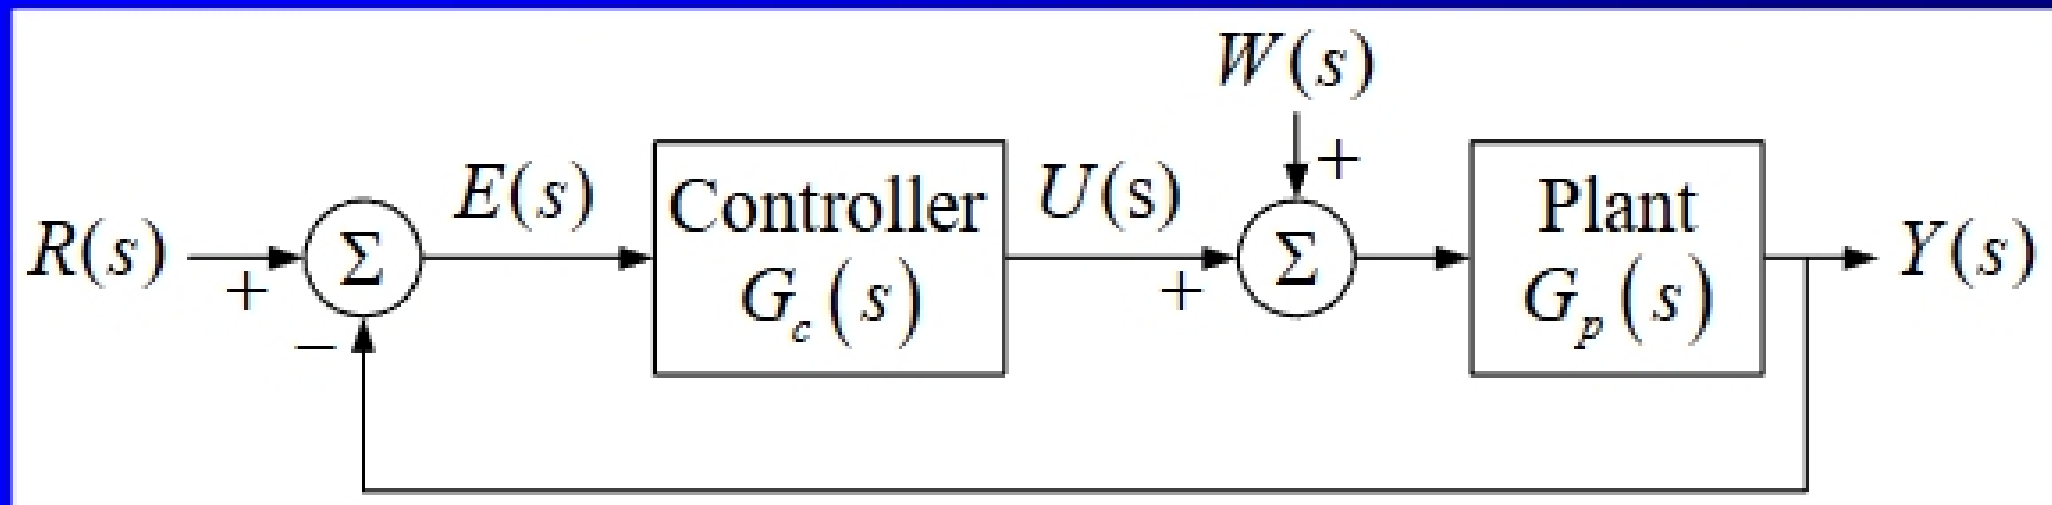 W(s)
+
R(s)
+
−
Σ
E(s)
Controller
G_c(s)
U(s)
+
Σ
Plant
G_p(s)
Y(s)